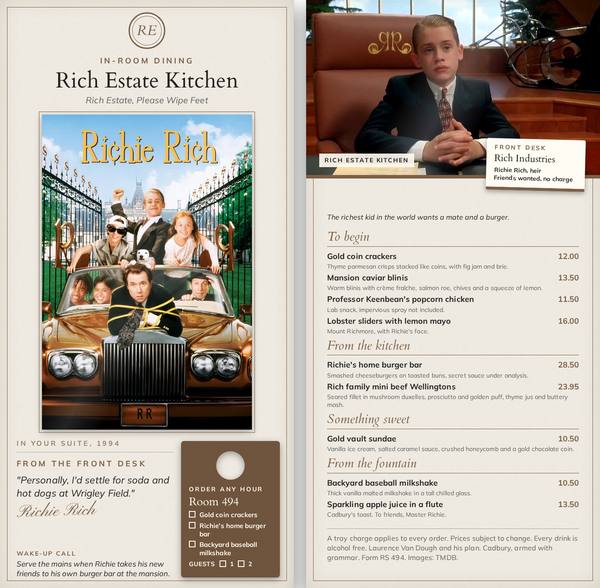 RE
IN-ROOM DINING
Rich Estate Kitchen
Rich Estate, Please Wipe Feet
Richie Rich
RR
IN YOUR SUITE, 1994
FROM THE FRONT DESK
"Personally, I'd settle for soda and
hot dogs at Wrigley Field."
Richie Rich
WAKE-UP CALL
Serve the mains when Richie takes his new
friends to his own burger bar at the mansion.
ORDER ANY HOUR
Room 494
Gold coin crackers
Richie's home burger
bar
Backyard baseball
milkshake
GUESTS 1 2
RR
RICH ESTATE KITCHEN
FRONT DESK
Rich Industries
Richie Rich, heir
Friends wanted, no charge
The richest kid in the world wants a mate and a burger.
To begin
Gold coin crackers 12.00
Thyme parmesan crisps stacked like coins, with fig jam and brie.
Mansion caviar blinis 13.50
Warm blinis with crème fraîche, salmon roe, chives and a squeeze of lemon.
Professor Keenbean's popcorn chicken 11.50
Lab snack, impervious spray not included.
Lobster sliders with lemon mayo 16.00
Mount Richmore, with Richie's face.
From the kitchen
Richie's home burger bar 28.50
Smashed cheeseburgers on toasted buns, secret sauce under analysis.
Rich family mini beef Wellingtons 23.95
Seared fillet in mushroom duxelles, prosciutto and golden puff, thyme jus and buttery
mash.
Something sweet
Gold vault sundae 10.50
Vanilla ice cream, salted caramel sauce, crushed honeycomb and a gold chocolate coin.
From the fountain
Backyard baseball milkshake 10.50
Thick vanilla malted milkshake in a tall chilled glass.
Sparkling apple juice in a flute 13.50
Cadbury's toast. To friends, Master Richie.
A tray charge applies to every order. Prices subject to change. Every drink is
alcohol free. Laurence Van Dough and his plan. Cadbury, armed with
grammar. Form RS 494. Images: TMDB.